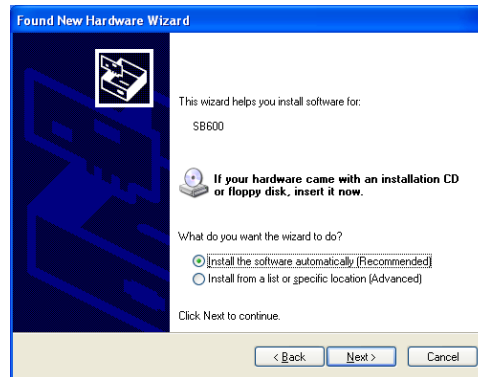 Found New Hardware Wizard
This wizard helps you install software for:
SB600
If your hardware came with an installation CD
or floppy disk, insert it now.
What do you want the wizard to do?
Install the software automatically (Recommended)
Install from a list or specific location (Advanced)
Click Next to continue.
< Back Next > Cancel